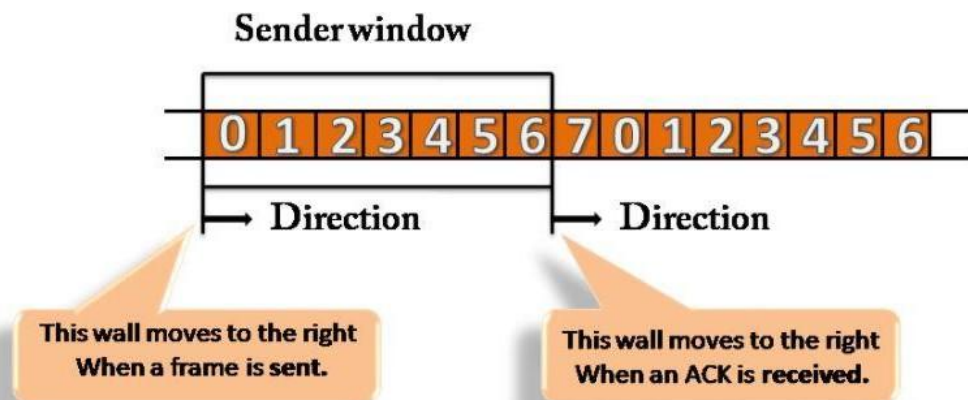 Sender window
0 1 2 3 4 5 6 7 0 1 2 3 4 5 6
Direction Direction
This wall moves to the right
When a frame is sent.
This wall moves to the right
When an ACK is received.